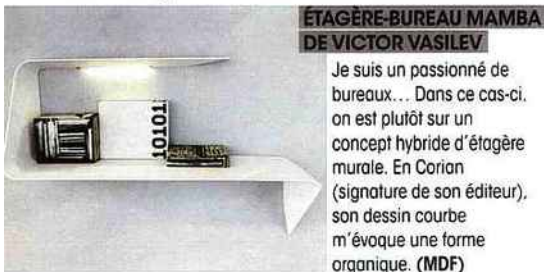 ÉTAGÈRE-BUREAU MAMBA
DE VICTOR VASILEV
Je suis un passionné de
bureaux... Dans ce cas-ci,
on est plutôt sur un
concept hybride d'étagère
murale. En Corian
(signature de son éditeur),
son dessin courbe
m'évoque une forme
organique. (MDF)
10101